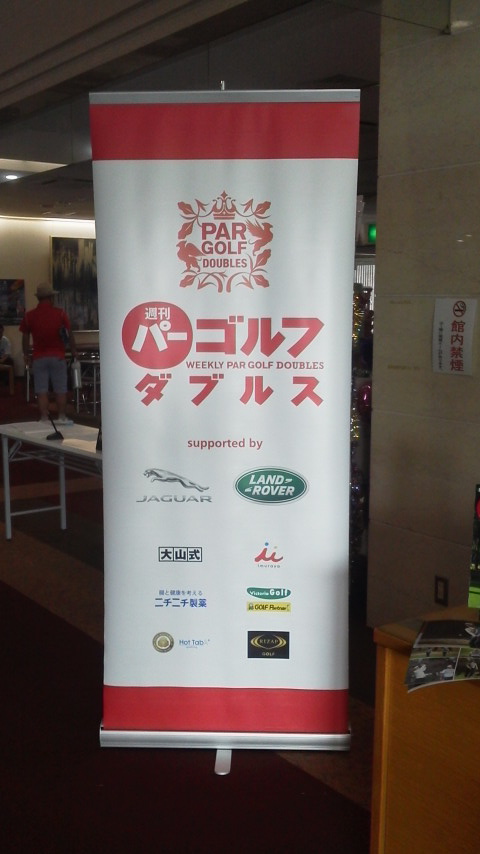 PAR
GOLF
DOUBLES
週刊
パーゴルフ
WEEKLY PAR GOLF DOUBLES
ダブルス
supported by
JAGUAR
LAND ROVER
大山式
腸と健康を考える
ニチニチ製薬
Victoria Golf
GOLF Partner
Hot Tab
RIZAP
GOLF
館内禁煙